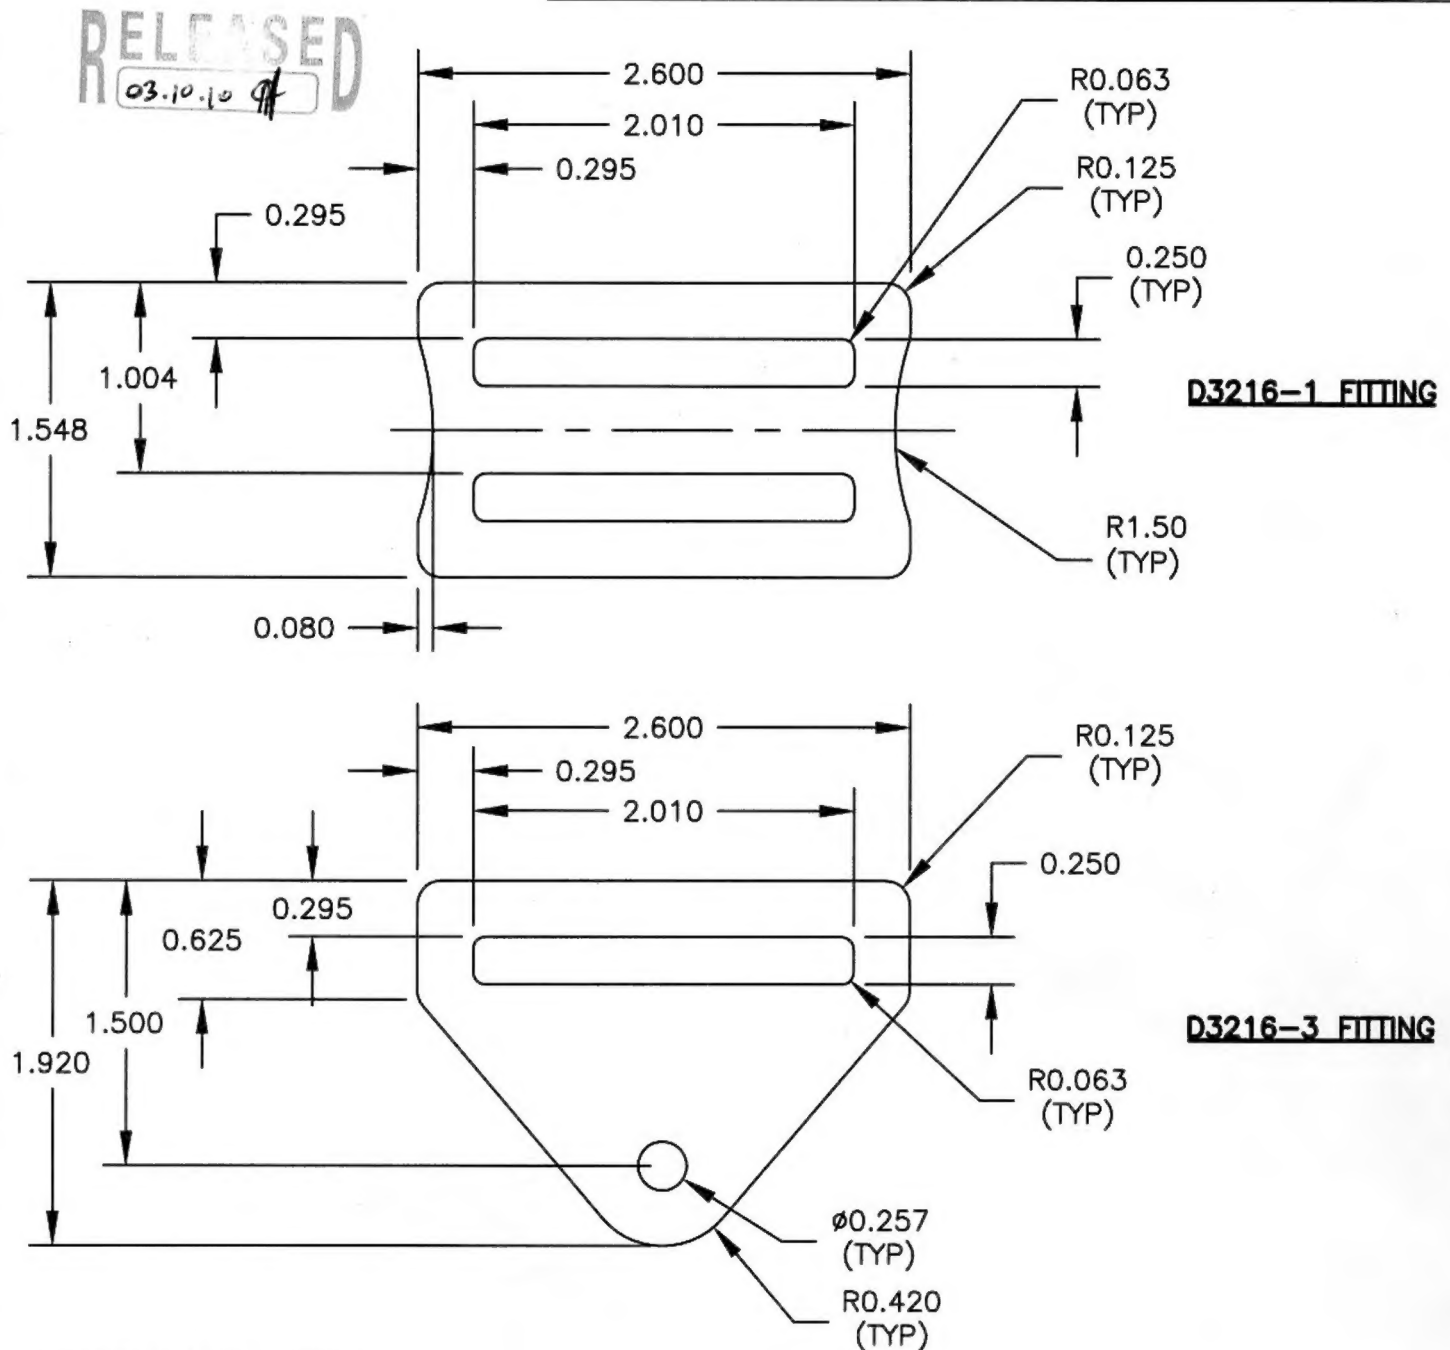 RELEASED
03.10.10
2.600
2.010
0.295
0.295
R0.063
(TYP)
R0.125
(TYP)
0.250
(TYP)
1.004
1.548
D3216-1 FITTING
R1.50
(TYP)
0.080
2.600
0.295
2.010
R0.125
(TYP)
0.250
0.295
0.625
1.500
1.920
D3216-3 FITTING
R0.063
(TYP)
ø0.257
(TYP)
R0.420
(TYP)